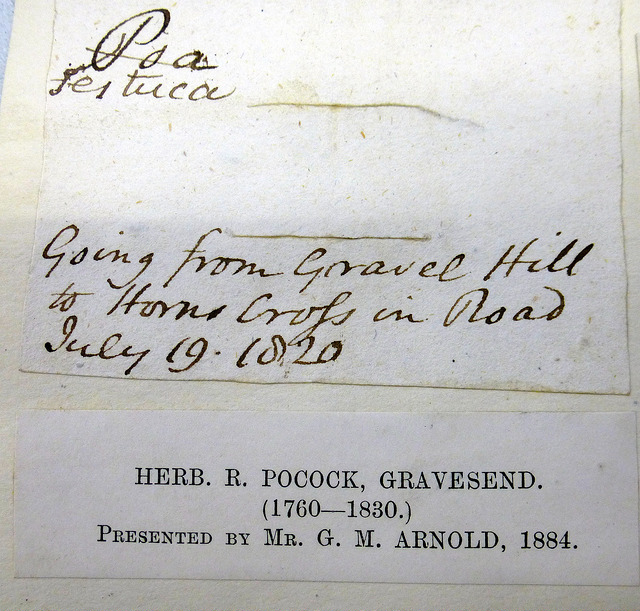 Poa
Festuca
Going from Gravel Hill
to Horns Croſs in Road
July 19. 1820
HERB. R. POCOCK, GRAVESEND.
(1760—1830.)
PRESENTED BY MR. G. M. ARNOLD, 1884.